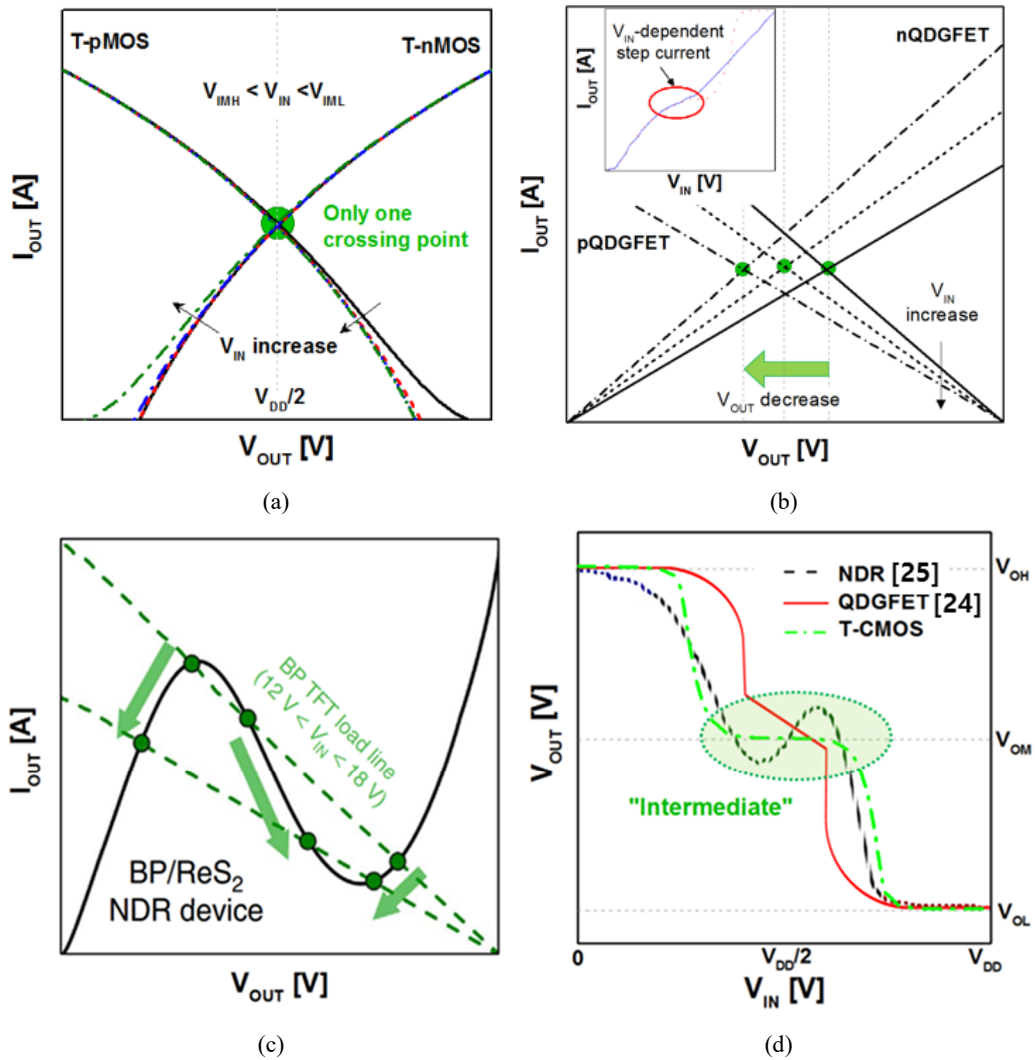 T-pMOS
T-nMOS
V_IMH < V_IN <V_IML
Only one
crossing point
V_IN increase
V_DD/2
I_OUT [A]
V_OUT [V]
(a)
nQDGFET
V_IN-dependent
step current
I_OUT [A]
V_IN [V]
pQDGFET
V_IN
increase
V_OUT decrease
I_OUT [A]
V_OUT [V]
(b)
BP TFT load line
(12 V < V_IN < 18 V)
BP/ReS₂
NDR device
I_OUT [A]
V_OUT [V]
(c)
NDR [25]
QDGFET [24]
T-CMOS
V_OH
V_OM
V_OL
"Intermediate"
V_OUT [V]
0
V_DD/2
V_DD
V_IN [V]
(d)